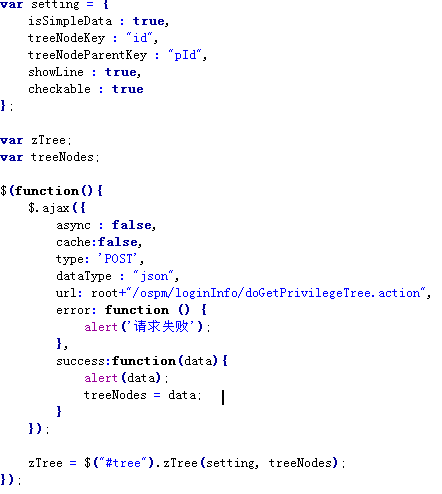 var setting = {
    isSimpleData : true,
    treeNodeKey : "id",
    treeNodeParentKey : "pId",
    showLine : true,
    checkable : true
};

var zTree;
var treeNodes;

$(function(){
    $.ajax({
        async : false,
        cache:false,
        type: 'POST',
        dataType : "json",
        url: root+"/ospm/loginInfo/doGetPrivilegeTree.action",
        error: function () {
            alert('请求失败');
        },
        success:function(data){
            alert(data);
            treeNodes = data;
        }
    });

    zTree = $("#tree").zTree(setting, treeNodes);
});